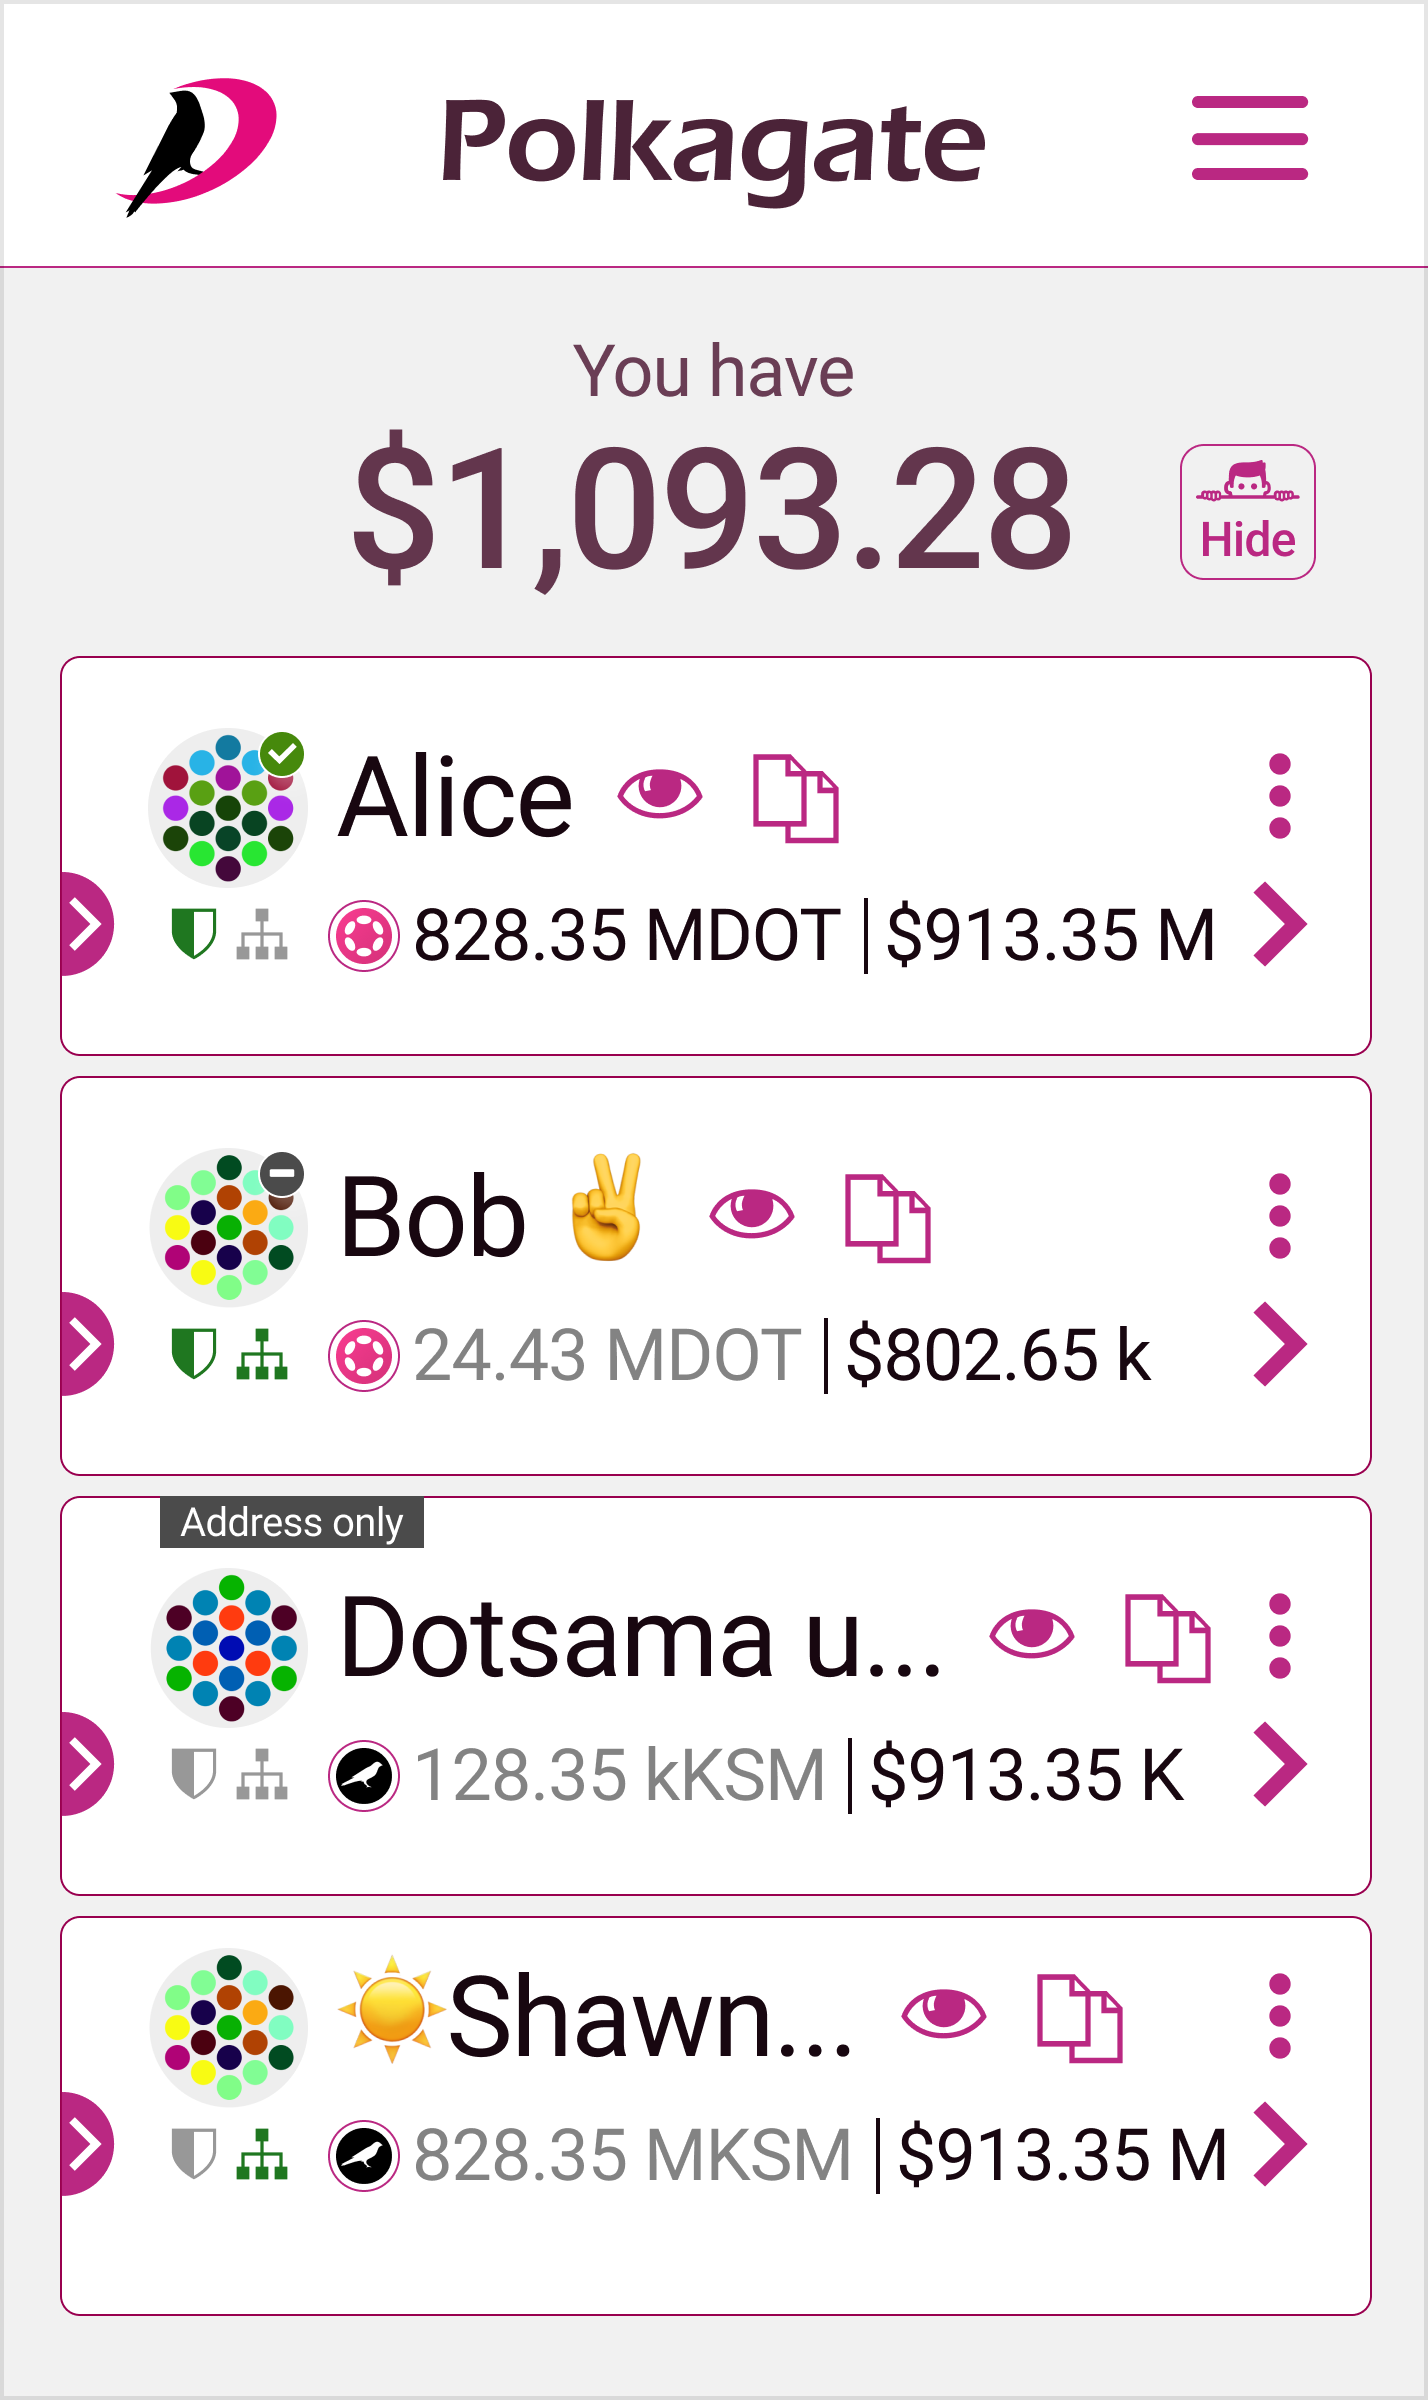 Polkagate
You have
$1,093.28
Hide
Alice
828.35 MDOT | $913.35 M
Bob ✌️
24.43 MDOT | $802.65 k
Address only
Dotsama u...
128.35 kKSM | $913.35 K
☀️Shawn...
828.35 MKSM | $913.35 M